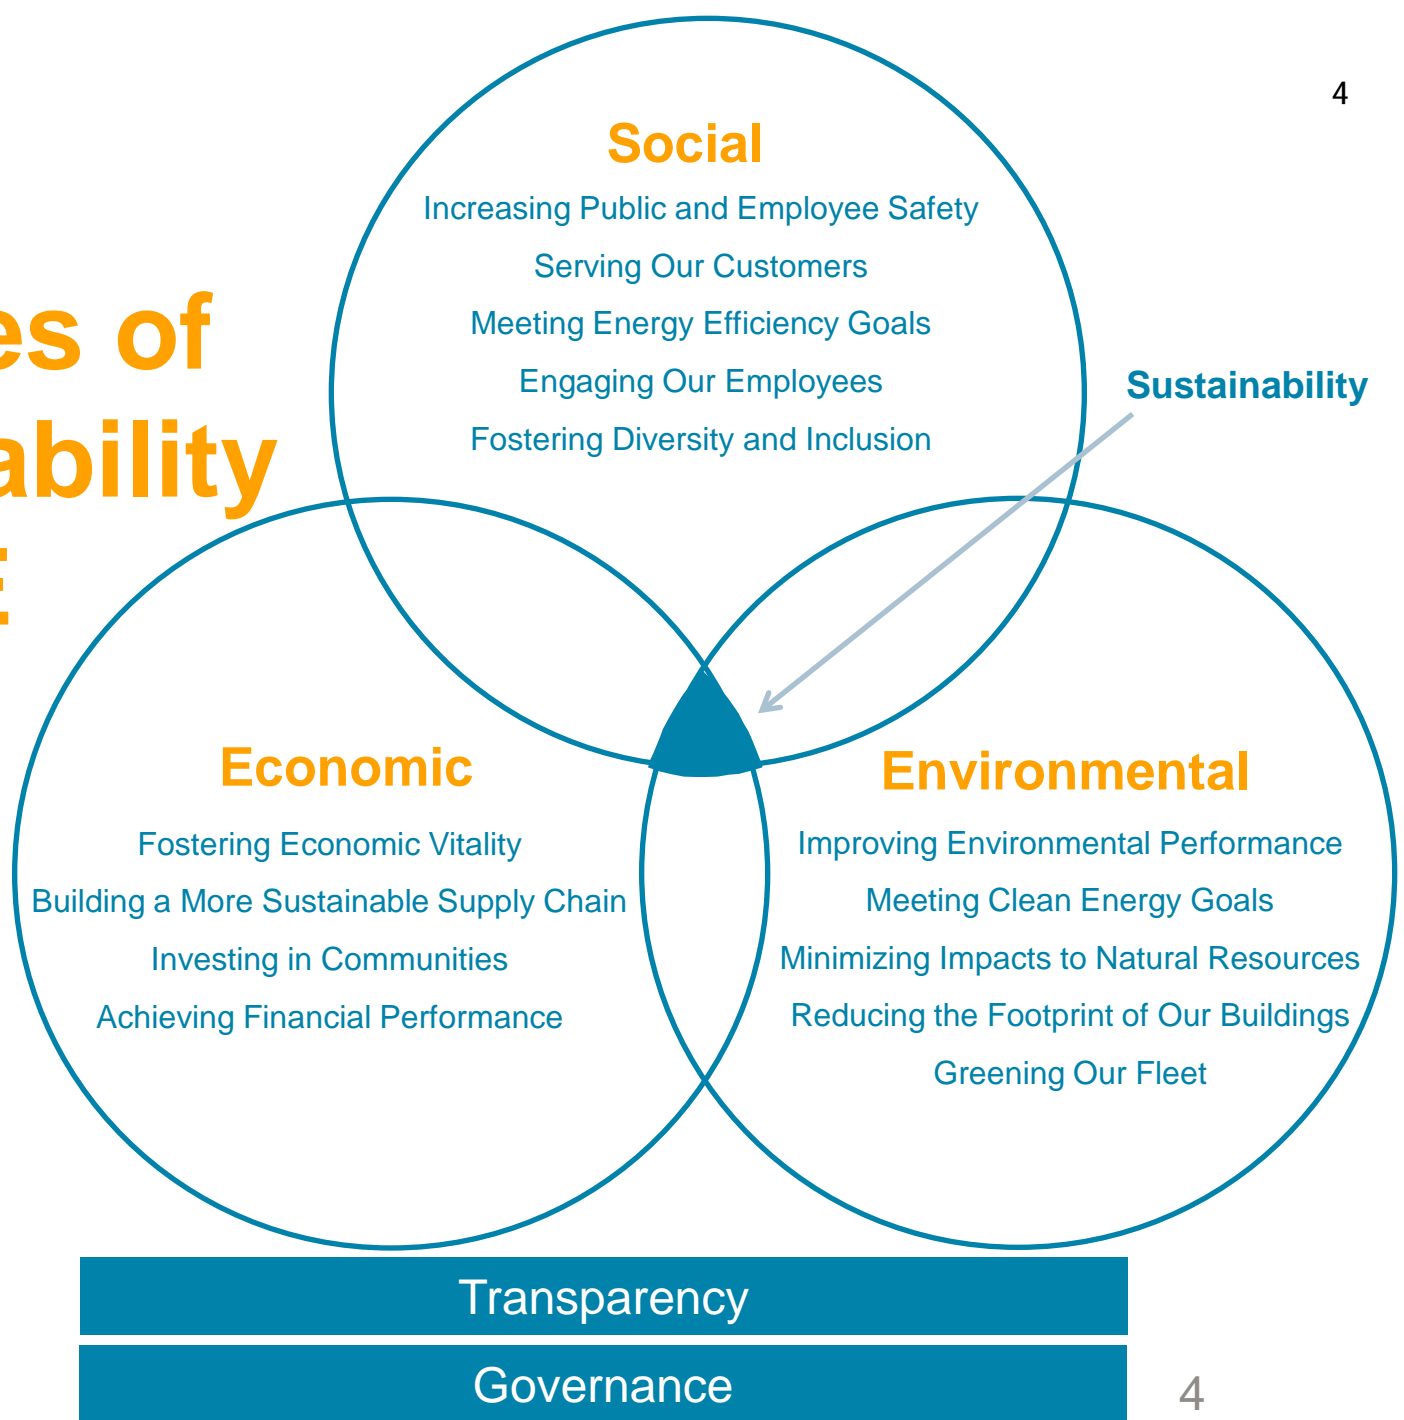 4
Social
Increasing Public and Employee Safety
Serving Our Customers
Meeting Energy Efficiency Goals
Engaging Our Employees
Fostering Diversity and Inclusion
es of
ability
E
Sustainability
Economic
Fostering Economic Vitality
Building a More Sustainable Supply Chain
Investing in Communities
Achieving Financial Performance
Environmental
Improving Environmental Performance
Meeting Clean Energy Goals
Minimizing Impacts to Natural Resources
Reducing the Footprint of Our Buildings
Greening Our Fleet
Transparency
Governance
4